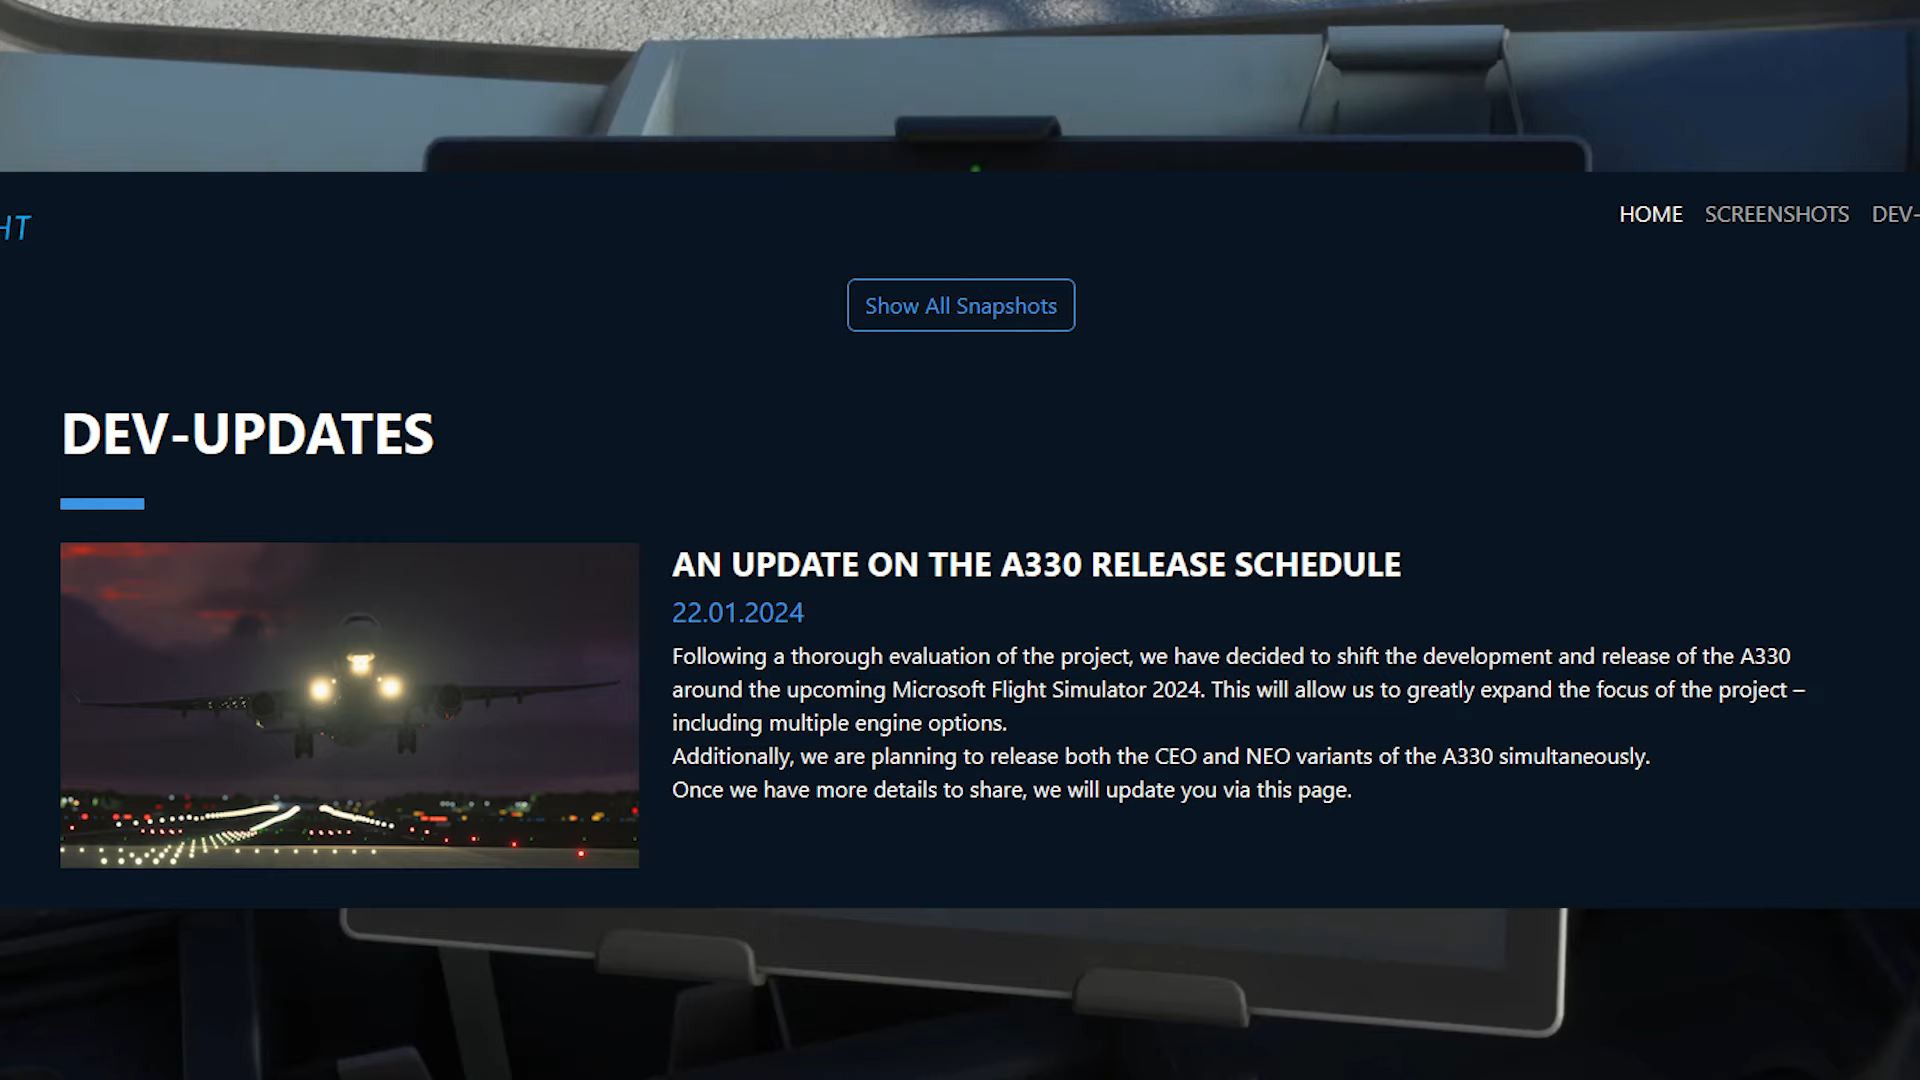 HT
HOME SCREENSHOTS DEV-
Show All Snapshots
DEV-UPDATES
AN UPDATE ON THE A330 RELEASE SCHEDULE
22.01.2024
Following a thorough evaluation of the project, we have decided to shift the development and release of the A330
around the upcoming Microsoft Flight Simulator 2024. This will allow us to greatly expand the focus of the project –
including multiple engine options.
Additionally, we are planning to release both the CEO and NEO variants of the A330 simultaneously.
Once we have more details to share, we will update you via this page.